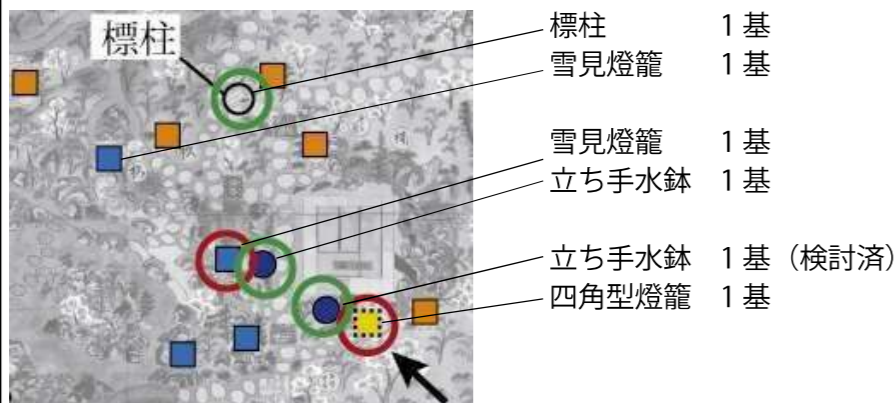 標柱
標柱 1基
雪見燈籠 1基
雪見燈籠 1基
立ち手水鉢 1基
立ち手水鉢 1基（検討済）
四角型燈籠 1基